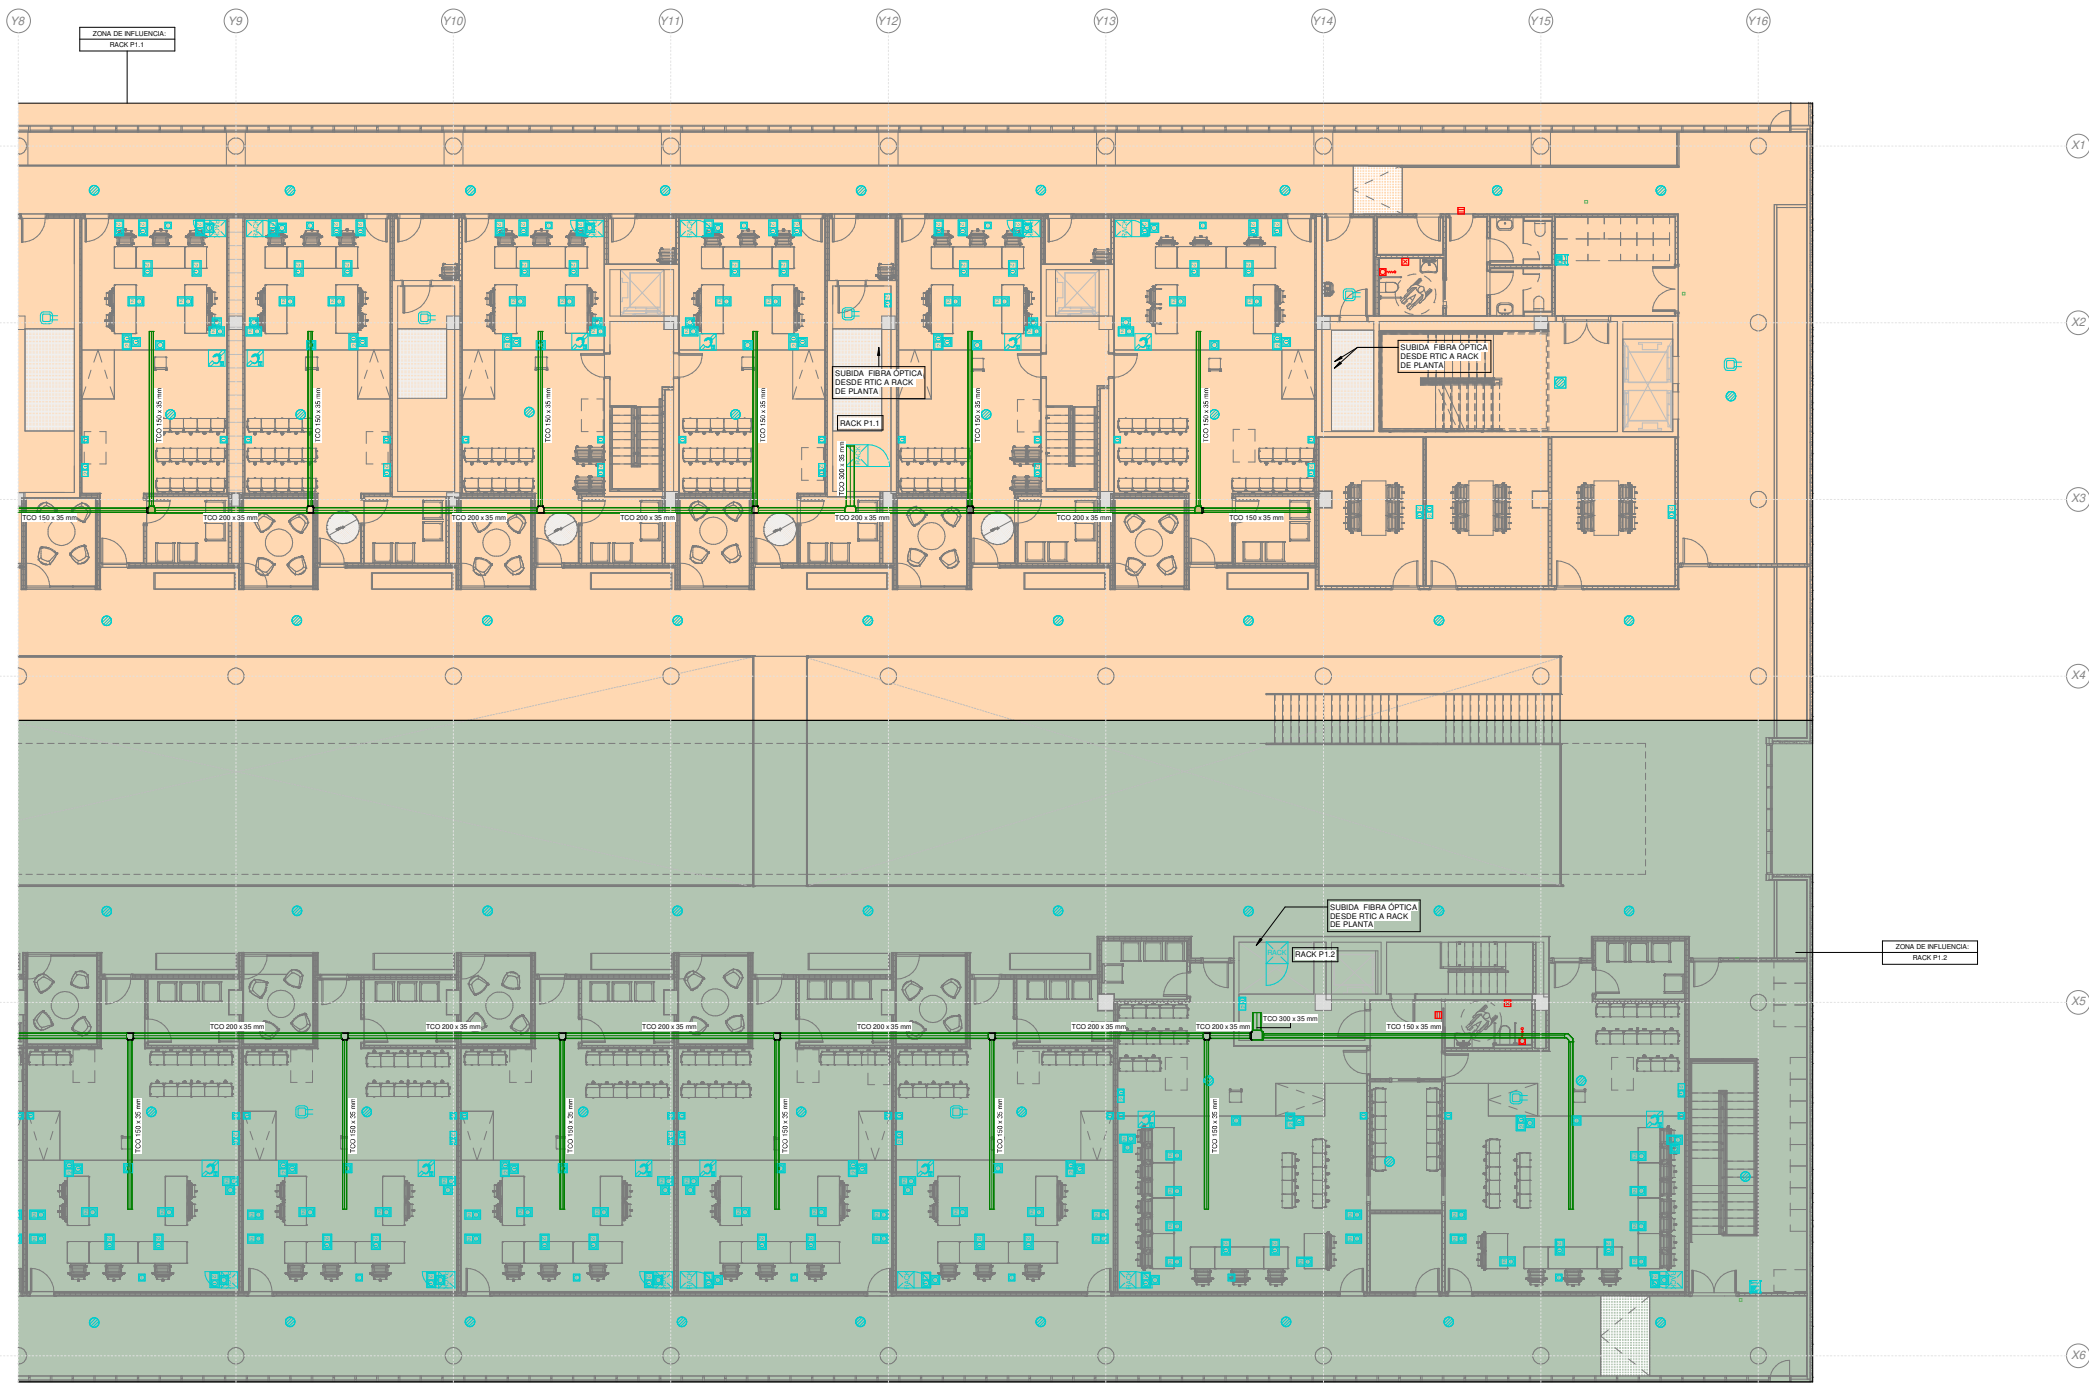 Y8
Y9
Y10
Y11
Y12
Y13
Y14
Y15
Y16
ZONA DE INFLUENCIA:
RACK P1.1
X1
X2
SUBIDA FIBRA ÓPTICA
DESDE RTIC A RACK
DE PLANTA
SUBIDA FIBRA ÓPTICA
DESDE RTIC A RACK
DE PLANTA
RACK P1.1
TCO 150 x 35 mm
TCO 150 x 35 mm
TCO 150 x 35 mm
TCO 150 x 35 mm
TCO 300 x 35 mm
TCO 150 x 35 mm
TCO 150 x 35 mm
X3
TCO 150 x 35 mm
TCO 200 x 35 mm
TCO 200 x 35 mm
TCO 200 x 35 mm
TCO 200 x 35 mm
TCO 200 x 35 mm
TCO 150 x 35 mm
X4
SUBIDA FIBRA ÓPTICA
DESDE RTIC A RACK
DE PLANTA
RACK
RACK P1.2
ZONA DE INFLUENCIA:
RACK P1.2
X5
TCO 200 x 35 mm
TCO 200 x 35 mm
TCO 200 x 35 mm
TCO 200 x 35 mm
TCO 200 x 35 mm
TCO 200 x 35 mm
TCO 300 x 35 mm
TCO 150 x 35 mm
TCO 150 x 35 mm
TCO 150 x 35 mm
TCO 150 x 35 mm
TCO 150 x 35 mm
TCO 150 x 35 mm
TCO 150 x 35 mm
X6